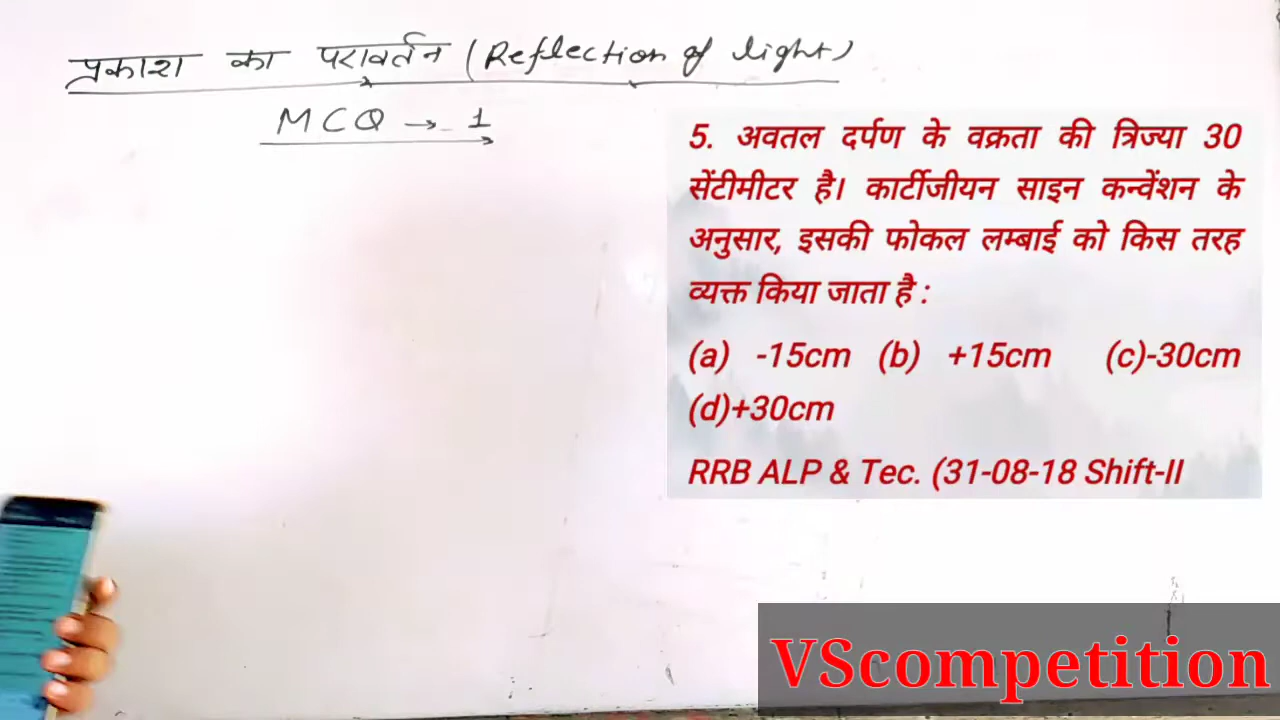 प्रकाश का परावर्तन (Reflection of light)
MCQ → 1
5. अवतल दर्पण के वक्रता की त्रिज्या 30
सेंटीमीटर है। कार्टीजीयन साइन कन्वेंशन के
अनुसार, इसकी फोकल लम्बाई को किस तरह
व्यक्त किया जाता है :
(a) -15cm (b) +15cm (c)-30cm
(d)+30cm
RRB ALP & Tec. (31-08-18 Shift-II
VScompetition